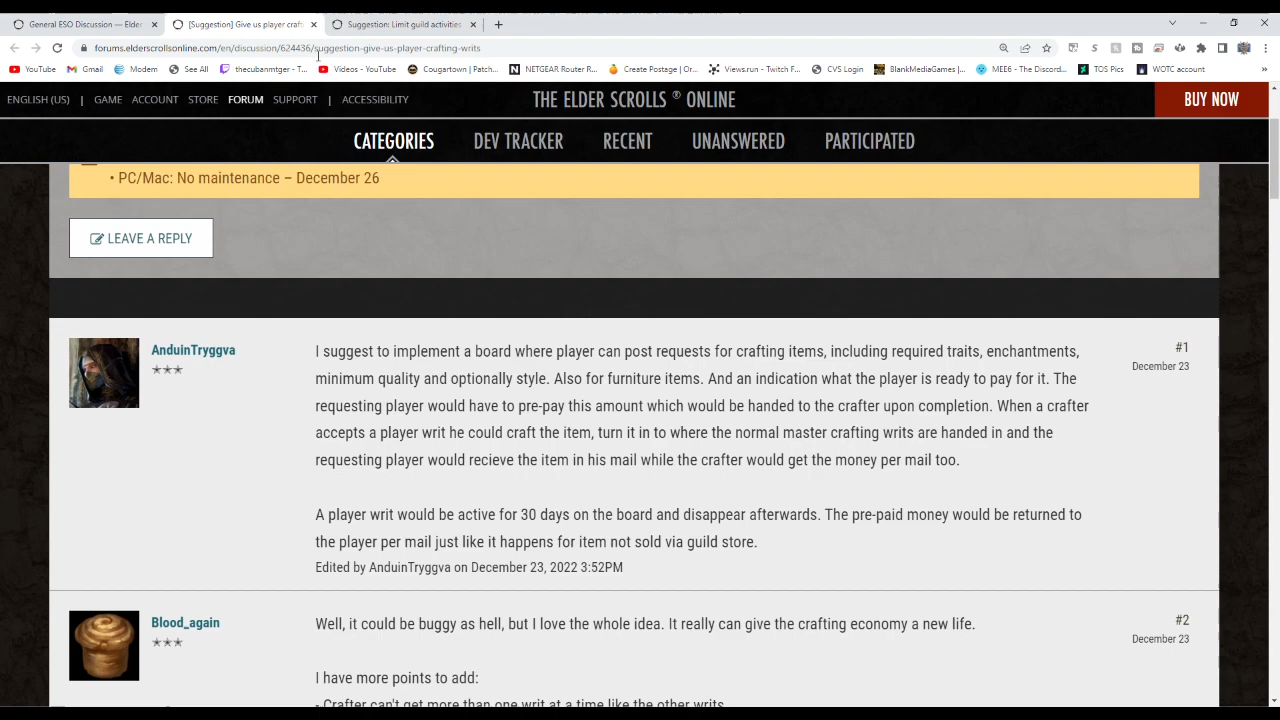 General ESO Discussion — Elder
[Suggestion] Give us player craft
Suggestion: Limit guild activities
forums.elderscrollsonline.com/en/discussion/624436/suggestion-give-us-player-crafting-writs
YouTube
Gmail
Modem
See All
thecubanmtger - T...
Videos - YouTube
Cougartown | Patch...
NETGEAR Router R...
Create Postage | Or...
Views.run - Twitch F...
CVS Login
BlankMediaGames |...
MEE6 - The Discord...
TOS Pics
WOTC account
»
ENGLISH (US) | GAME ACCOUNT STORE FORUM SUPPORT | ACCESSIBILITY
THE ELDER SCROLLS ® ONLINE
BUY NOW
CATEGORIES DEV TRACKER RECENT UNANSWERED PARTICIPATED
• PC/Mac: No maintenance – December 26
LEAVE A REPLY
AnduinTryggva
★★★
#1
December 23
I suggest to implement a board where player can post requests for crafting items, including required traits, enchantments,
minimum quality and optionally style. Also for furniture items. And an indication what the player is ready to pay for it. The
requesting player would have to pre-pay this amount which would be handed to the crafter upon completion. When a crafter
accepts a player writ he could craft the item, turn it in to where the normal master crafting writs are handed in and the
requesting player would recieve the item in his mail while the crafter would get the money per mail too.
A player writ would be active for 30 days on the board and disappear afterwards. The pre-paid money would be returned to
the player per mail just like it happens for item not sold via guild store.
Edited by AnduinTryggva on December 23, 2022 3:52PM
Blood_again
★★★
#2
December 23
Well, it could be buggy as hell, but I love the whole idea. It really can give the crafting economy a new life.
I have more points to add:
- Crafter can't get more than one writ at a time like the other writs